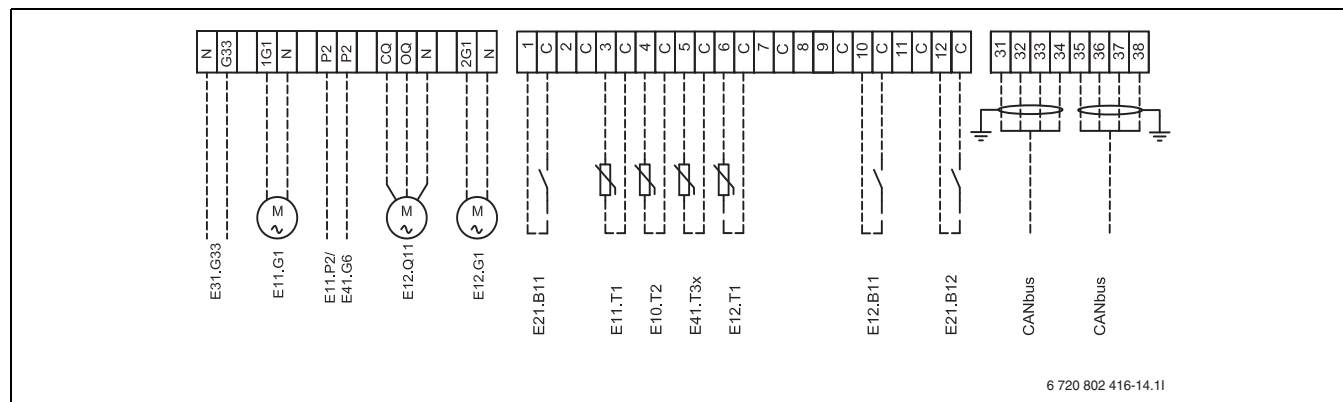 N G33 1G1 N P2 P2 CQ OQ N 2G1 N
1 C 2 C 3 C 4 C 5 C 6 C 7 C 8 9 C 10 C 11 C 12 C
31 32 33 34 35 36 37 38
M
M
M
E31.G33
E11.G1
E11.P2/
E41.G6
E12.Q11
E12.G1
E21.B11
E11.T1
E10.T2
E41.T3x
E12.T1
E12.B11
E21.B12
CANbus
CANbus
6 720 802 416-14.1I